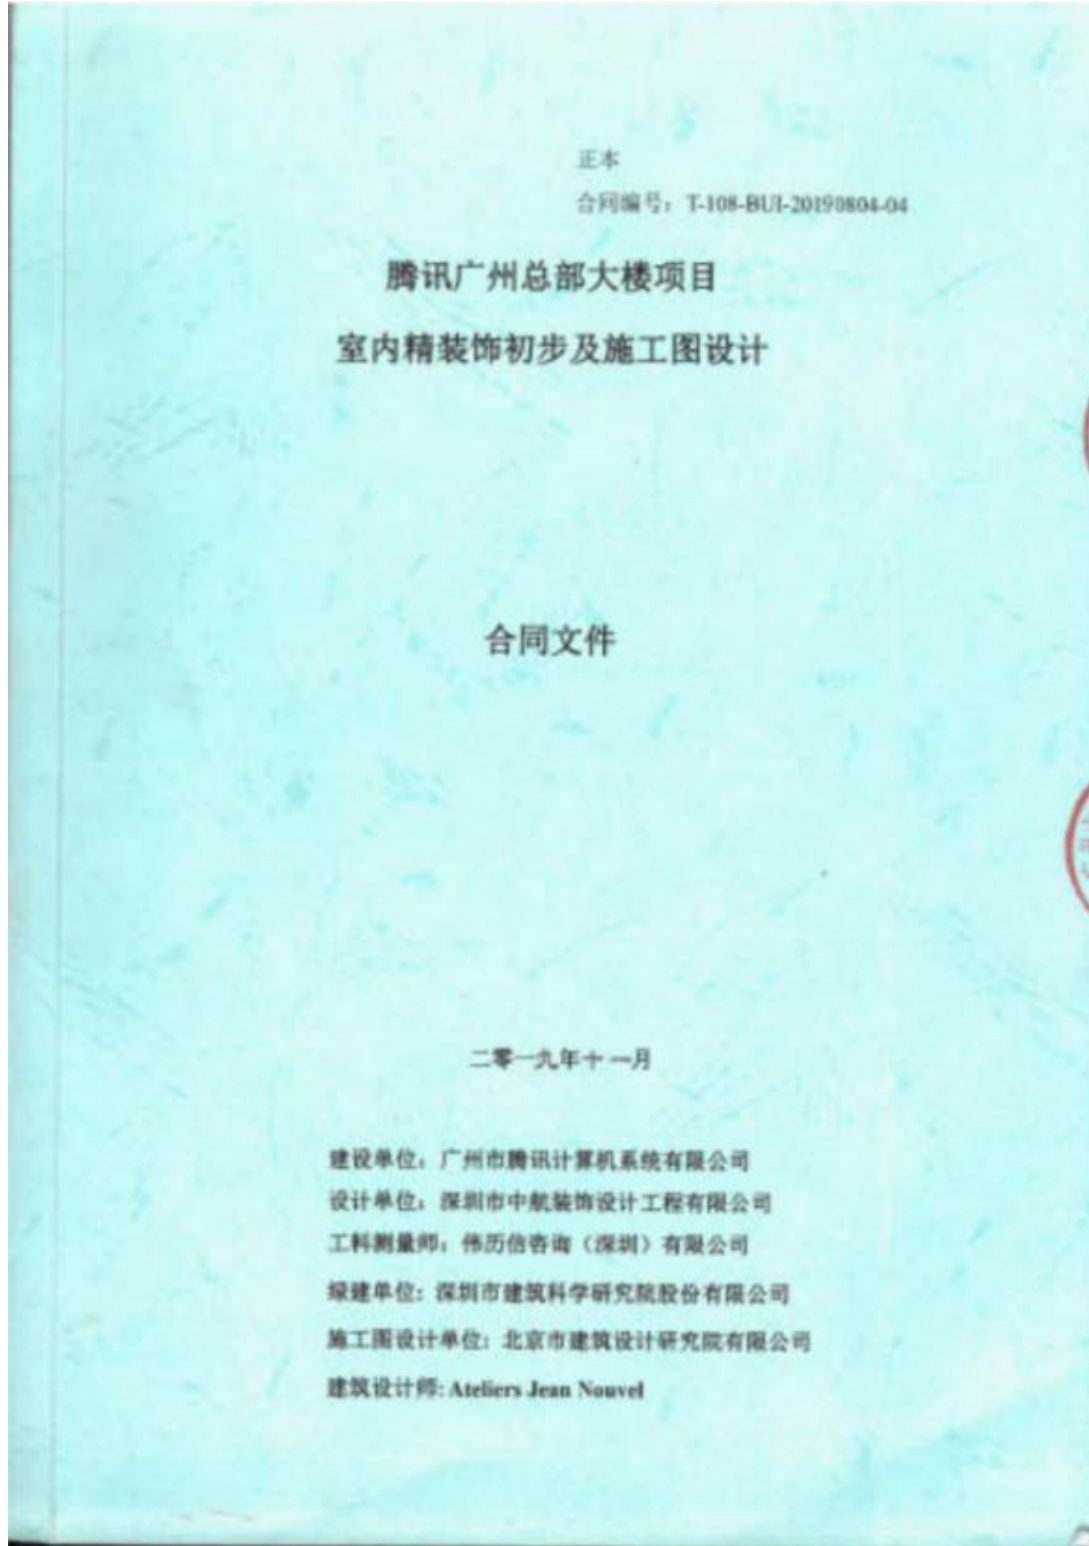 正本
合同编号：T-108-BUI-20190804-04
腾讯广州总部大楼项目
室内精装饰初步及施工图设计
合同文件
二零一九年十一月
建设单位：广州市腾讯计算机系统有限公司
设计单位：深圳市中航装饰设计工程有限公司
工料测量师：伟历信咨询（深圳）有限公司
绿建单位：深圳市建筑科学研究院股份有限公司
施工图设计单位：北京市建筑设计研究院有限公司
建筑设计师: Ateliers Jean Nouvel